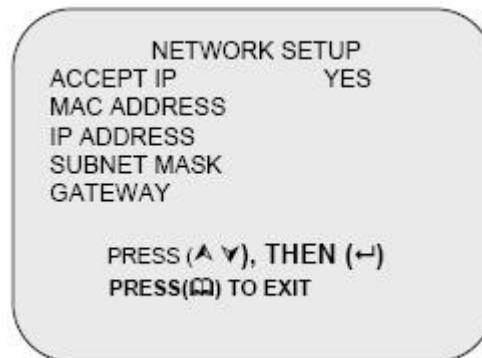 NETWORK SETUP
ACCEPT IP YES
MAC ADDRESS
IP ADDRESS
SUBNET MASK
GATEWAY
PRESS (⮝ ⮟), THEN (↵)
PRESS(🕮) TO EXIT